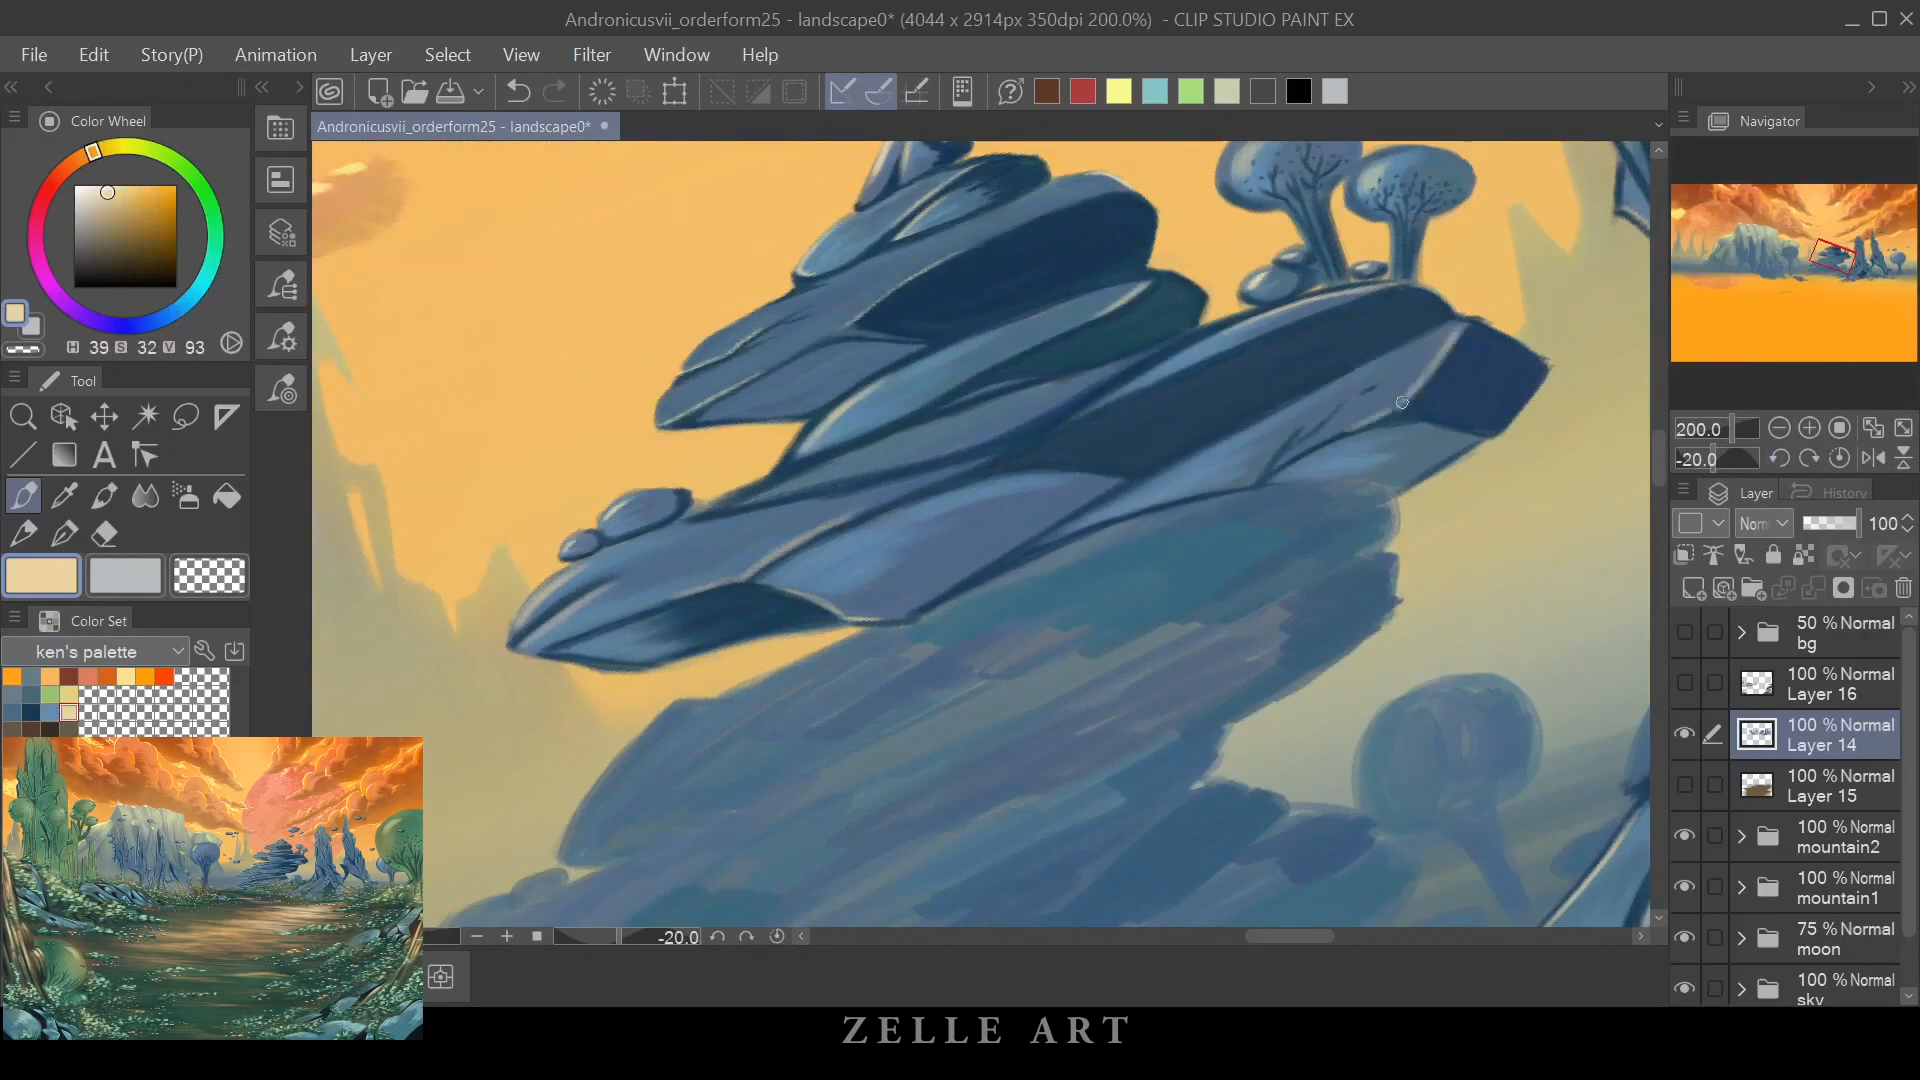 Andronicusvii_orderform25 - landscape0* (4044 x 2914px 350dpi 200.0%) - CLIP STUDIO PAINT EX
File Edit Story(P) Animation Layer Select View Filter Window Help
Color Wheel
Andronicusvii_orderform25 - landscape0*
Navigator
H 39 S 32 V 93
Tool
200.0
-20.0
Layer History
Norm 100
Color Set
ken's palette
50 % Normal
bg
100 % Normal
Layer 16
100 % Normal
Layer 14
100 % Normal
Layer 15
100 % Normal
mountain2
100 % Normal
mountain1
75 % Normal
moon
100 % Normal
sky
-20.0
ZELLE ART